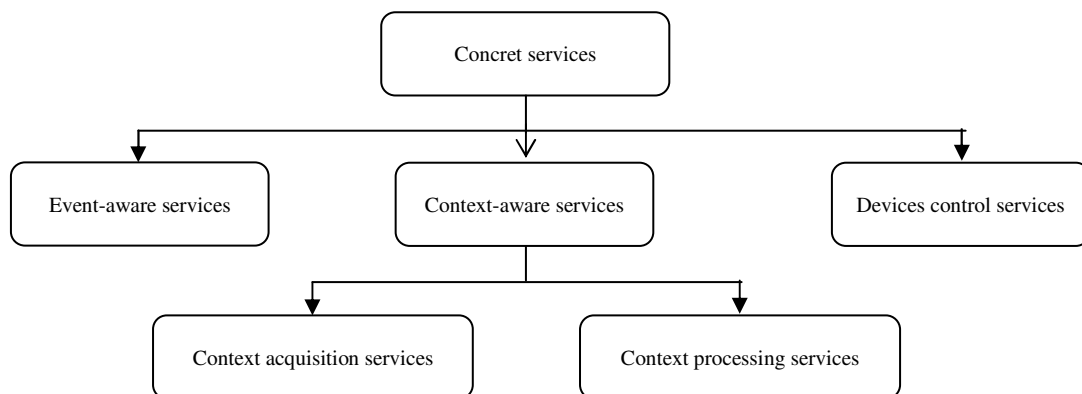 Concret services
Event-aware services
Context-aware services
Devices control services
Context acquisition services
Context processing services